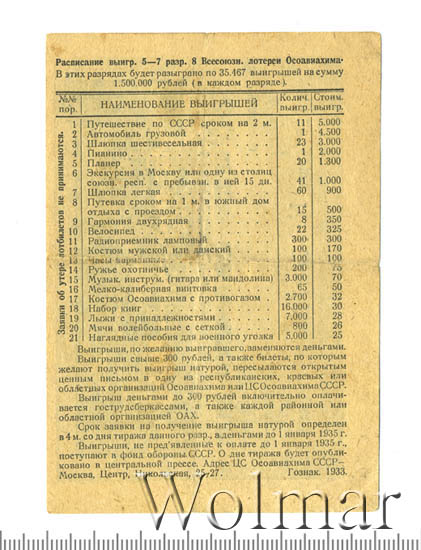 Расписание выигр. 5—7 разр. 8 Всесоюзн. лотереи Осоавиахима.
В этих разрядах будет разыграно по 35.467 выигрышей на сумму
1.500.000 рублей (в каждом разряде).
№№ пор. НАИМЕНОВАНИЕ ВЫИГРЫШЕЙ Колич. выиг. Стоим. выиг.
1 Путешествие по СССР сроком на 2 м. 11 5.000
2 Автомобиль грузовой 1 4.500
3 Шлюпка шестивесельная 23 3.000
4 Пианино 1 2.000
5 Планер 20 1.300
6 Экскурсия в Москву или одну из столиц
союзн. респ. с пребывзн. в ней 15 дн. 41 1.000
7 Шлюпка легкая 60 900
8 Путевка сроком на 1 м. в южный дом
отдыха с проездом 15 500
9 Гармония двухрядная 8 350
10 Велосипед 22 325
11 Радиоприемник ламповый 300 300
12 Костюм мужской или дамский 100 170
13 Часы карманные 100 100
14 Ружье охотничье 200 75
15 Музык. инструм. (гитара или мандолина) 3.000 70
16 Мелко-калиберная винтовка 65 50
17 Костюм Осоавиахима с противогазом 2.700 32
18 Набор книг 16.000 30
19 Лыжи с принадлежностями 7,000 28
20 Мячи волейбольные с сеткой 800 26
21 Наглядные пособия для военного уголка 5.000 25
Заявки об утере лотбилетов не принимаются.
Выигрыши, по желанию выигравшего, заменяются деньгами.
Выигрыши свыше 300 рублей, а также билеты, по которым
желают получить выигрыш натурой, пересылаются открытым
ценным письмом в одну из республиканских, краевых или
областных организаций Осоавиахима или ЦС Осоавиахима СССР.
Выигрыш деньгами до 300 рублей включительно оплачи-
вается гострудсберкассами, а также каждой районной или
областной организацией ОАХ.
Срок заявки на получение выигрыша натурой определен
в 4 м. со дня тиража данного разр., а деньгами до 1 января 1935 г.
Выигрыши, не пред'явленные к оплате до 1 января 1935 г.,
поступают в фонд обороны СССР. О дне тиража будет опубли-
ковано в центральной прессе. Адрес ЦС Осоавиахима СССР—
Москва, Центр, Никольская, 25-27. Гознак. 1933.
Wolmar